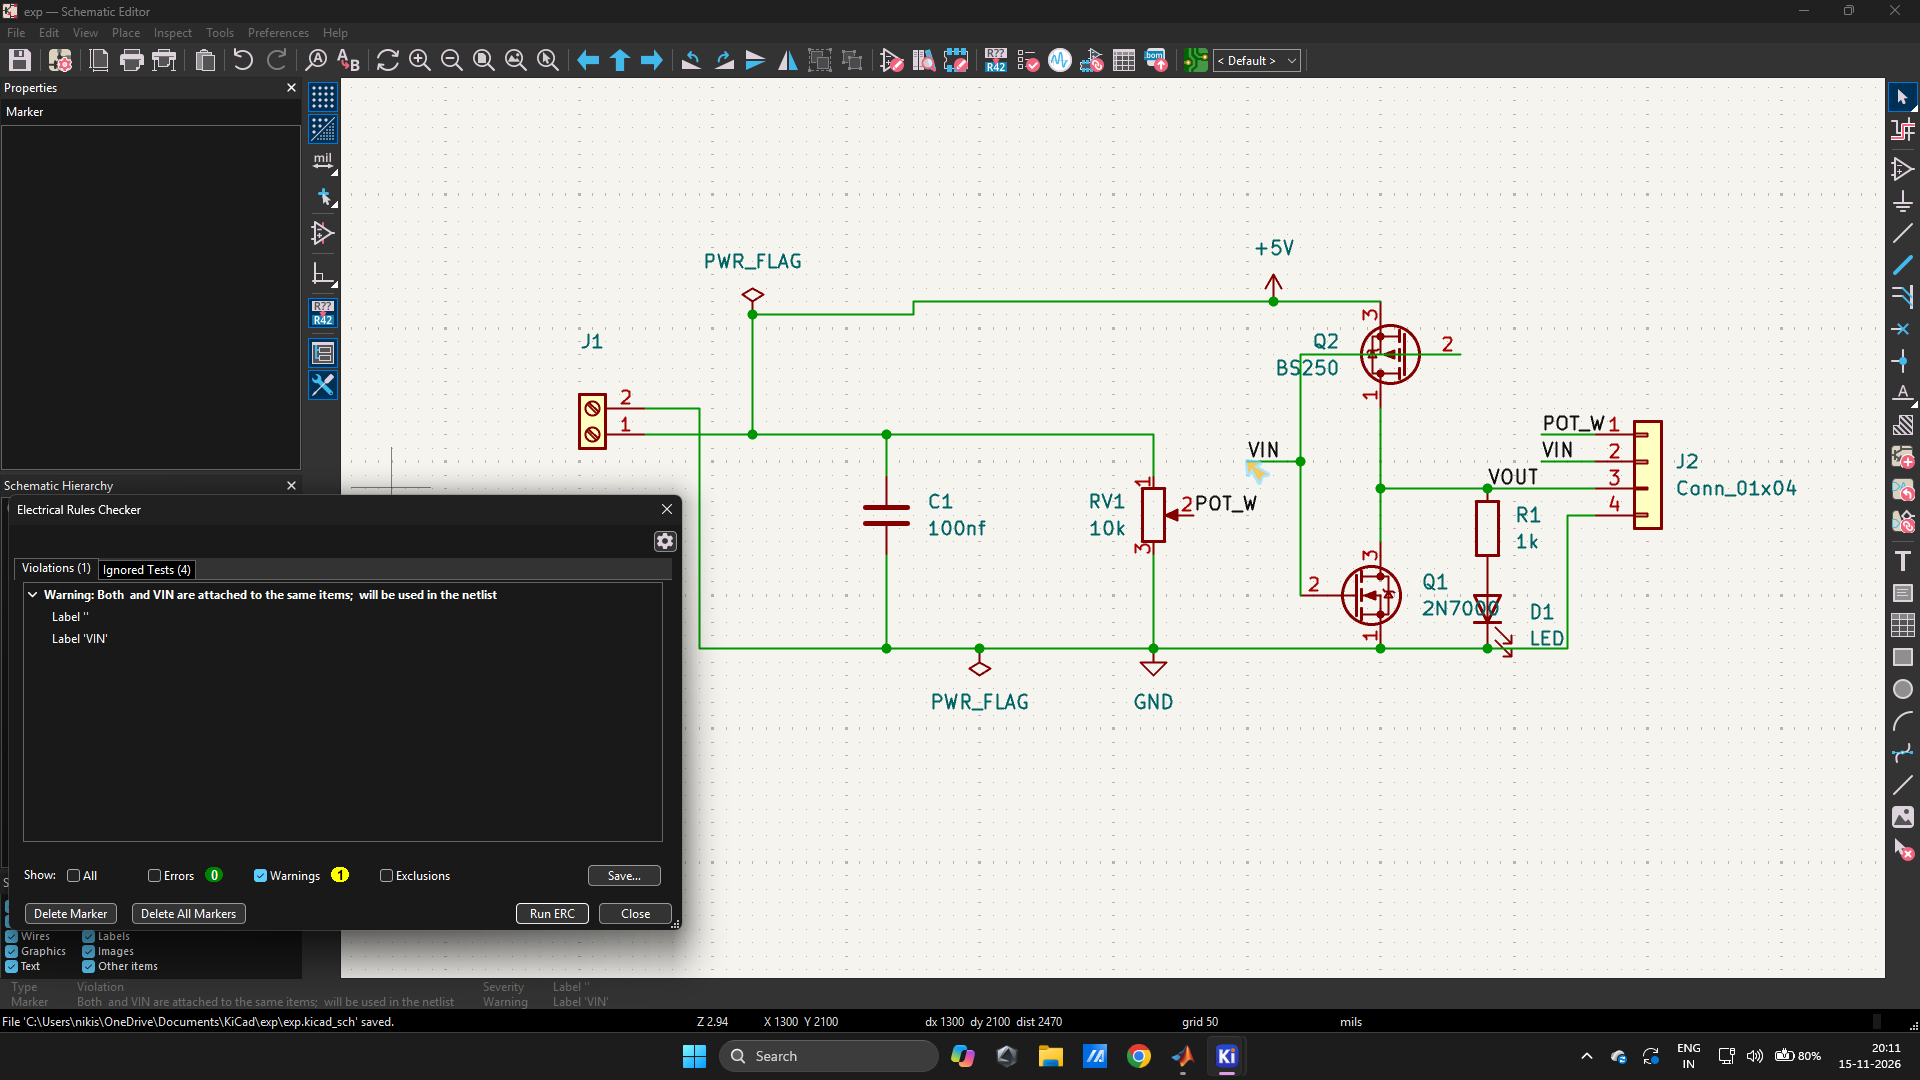 exp — Schematic Editor
File Edit View Place Inspect Tools Preferences Help
R??
R42
bom
< Default >
Properties
Marker
mil
R??
R42
Schematic Hierarchy
PWR_FLAG
+5V
J1
2
1
Q2
BS250
3
2
1
VIN
C1
100nf
RV1
10k
1
2
3
POT_W
POT_W 1
VIN 2
VOUT 3
4
J2
Conn_01x04
R1
1k
2
3
1
Q1
2N7000
D1
LED
PWR_FLAG
GND
Electrical Rules Checker
Violations (1) Ignored Tests (4)
Warning: Both  and VIN are attached to the same items;  will be used in the netlist
Label ''
Label 'VIN'
Show: All Errors 0 Warnings 1 Exclusions Save...
Delete Marker Delete All Markers Run ERC Close
Wires Labels
Graphics Images
Text Other items
Type Violation Severity Label ''
Marker Both  and VIN are attached to the same items;  will be used in the netlist Warning Label 'VIN'
File 'C:\Users\nikis\OneDrive\Documents\KiCad\exp\exp.kicad_sch' saved. Z 2.94 X 1300 Y 2100 dx 1300 dy 2100 dist 2470 grid 50 mils
Search
Ki
ENG
IN
80%
20:11
15-11-2026